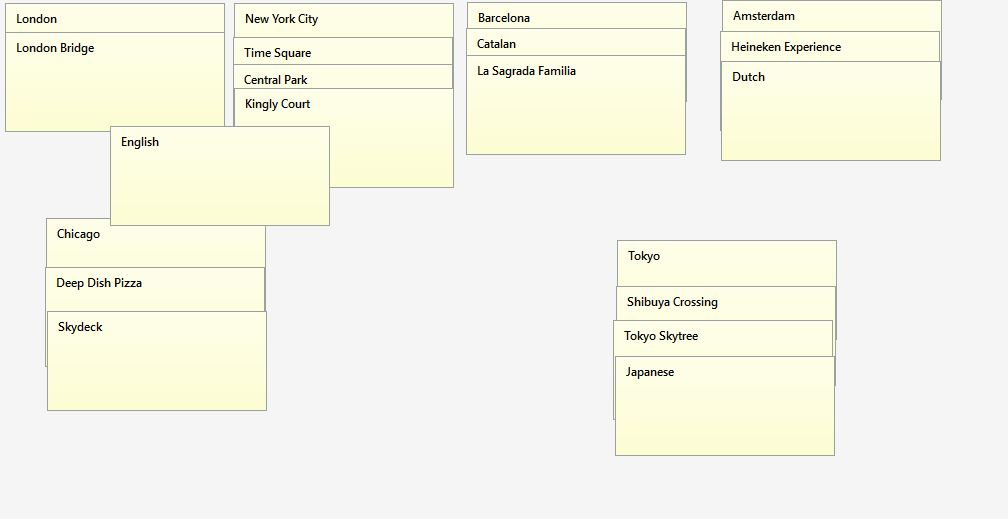 London
London Bridge
New York City
Time Square
Central Park
Kingly Court
English
Barcelona
Catalan
La Sagrada Familia
Amsterdam
Heineken Experience
Dutch
Chicago
Deep Dish Pizza
Skydeck
Tokyo
Shibuya Crossing
Tokyo Skytree
Japanese